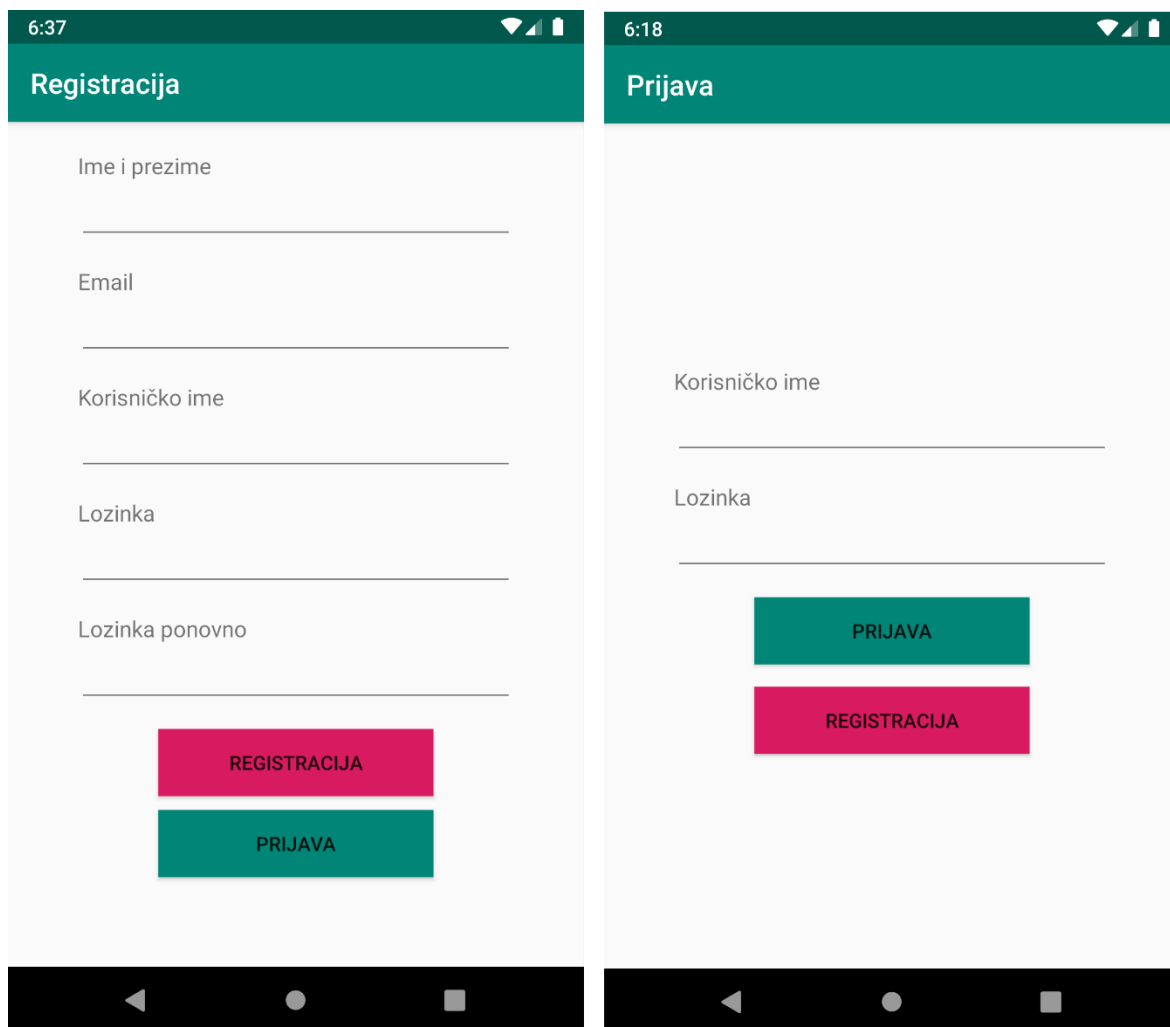 6:37
Registracija
Ime i prezime
Email
Korisničko ime
Lozinka
Lozinka ponovno
REGISTRACIJA
PRIJAVA
6:18
Prijava
Korisničko ime
Lozinka
PRIJAVA
REGISTRACIJA